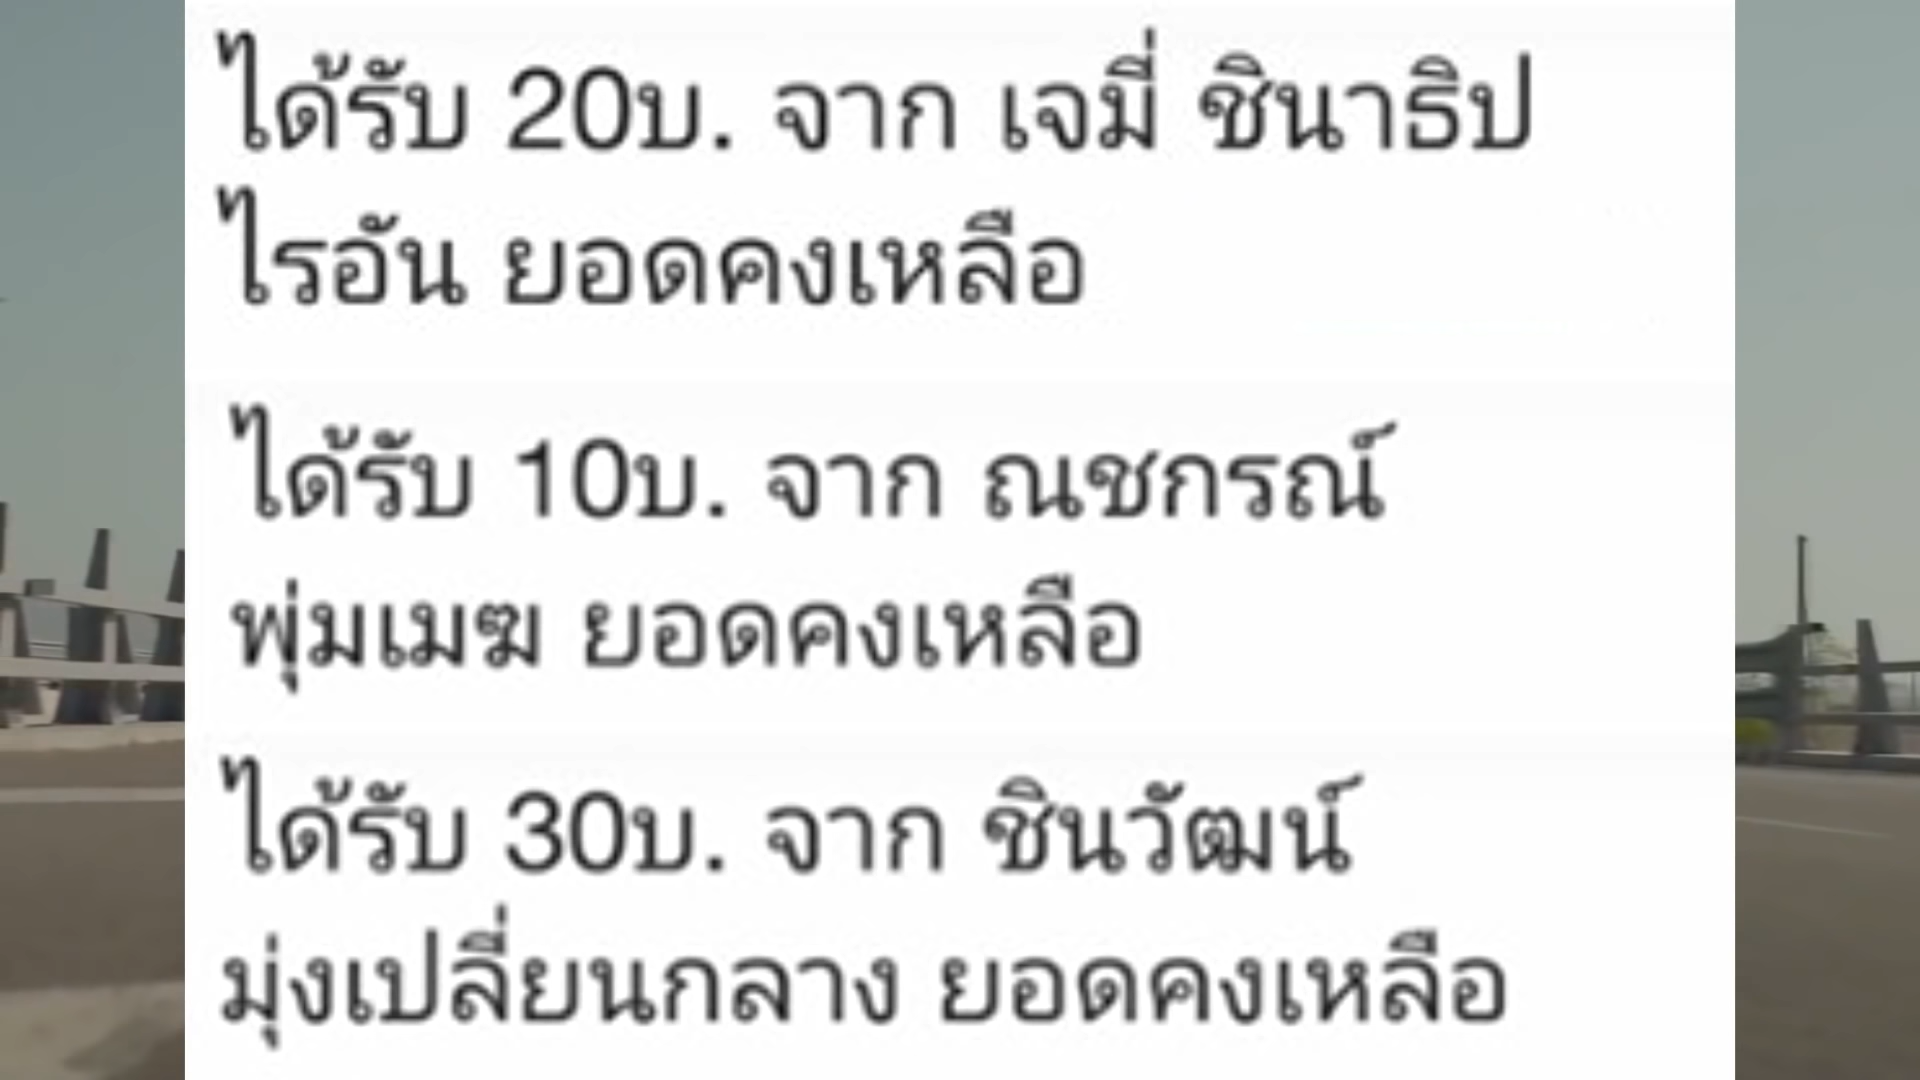 ได้รับ 20บ. จาก เจมี่ ชินาธิป
ไรอัน ยอดคงเหลือ
ได้รับ 10บ. จาก ณชกรณ์
พุ่มเมฆ ยอดคงเหลือ
ได้รับ 30บ. จาก ชินวัฒน์
มุ่งเปลี่ยนกลาง ยอดคงเหลือ